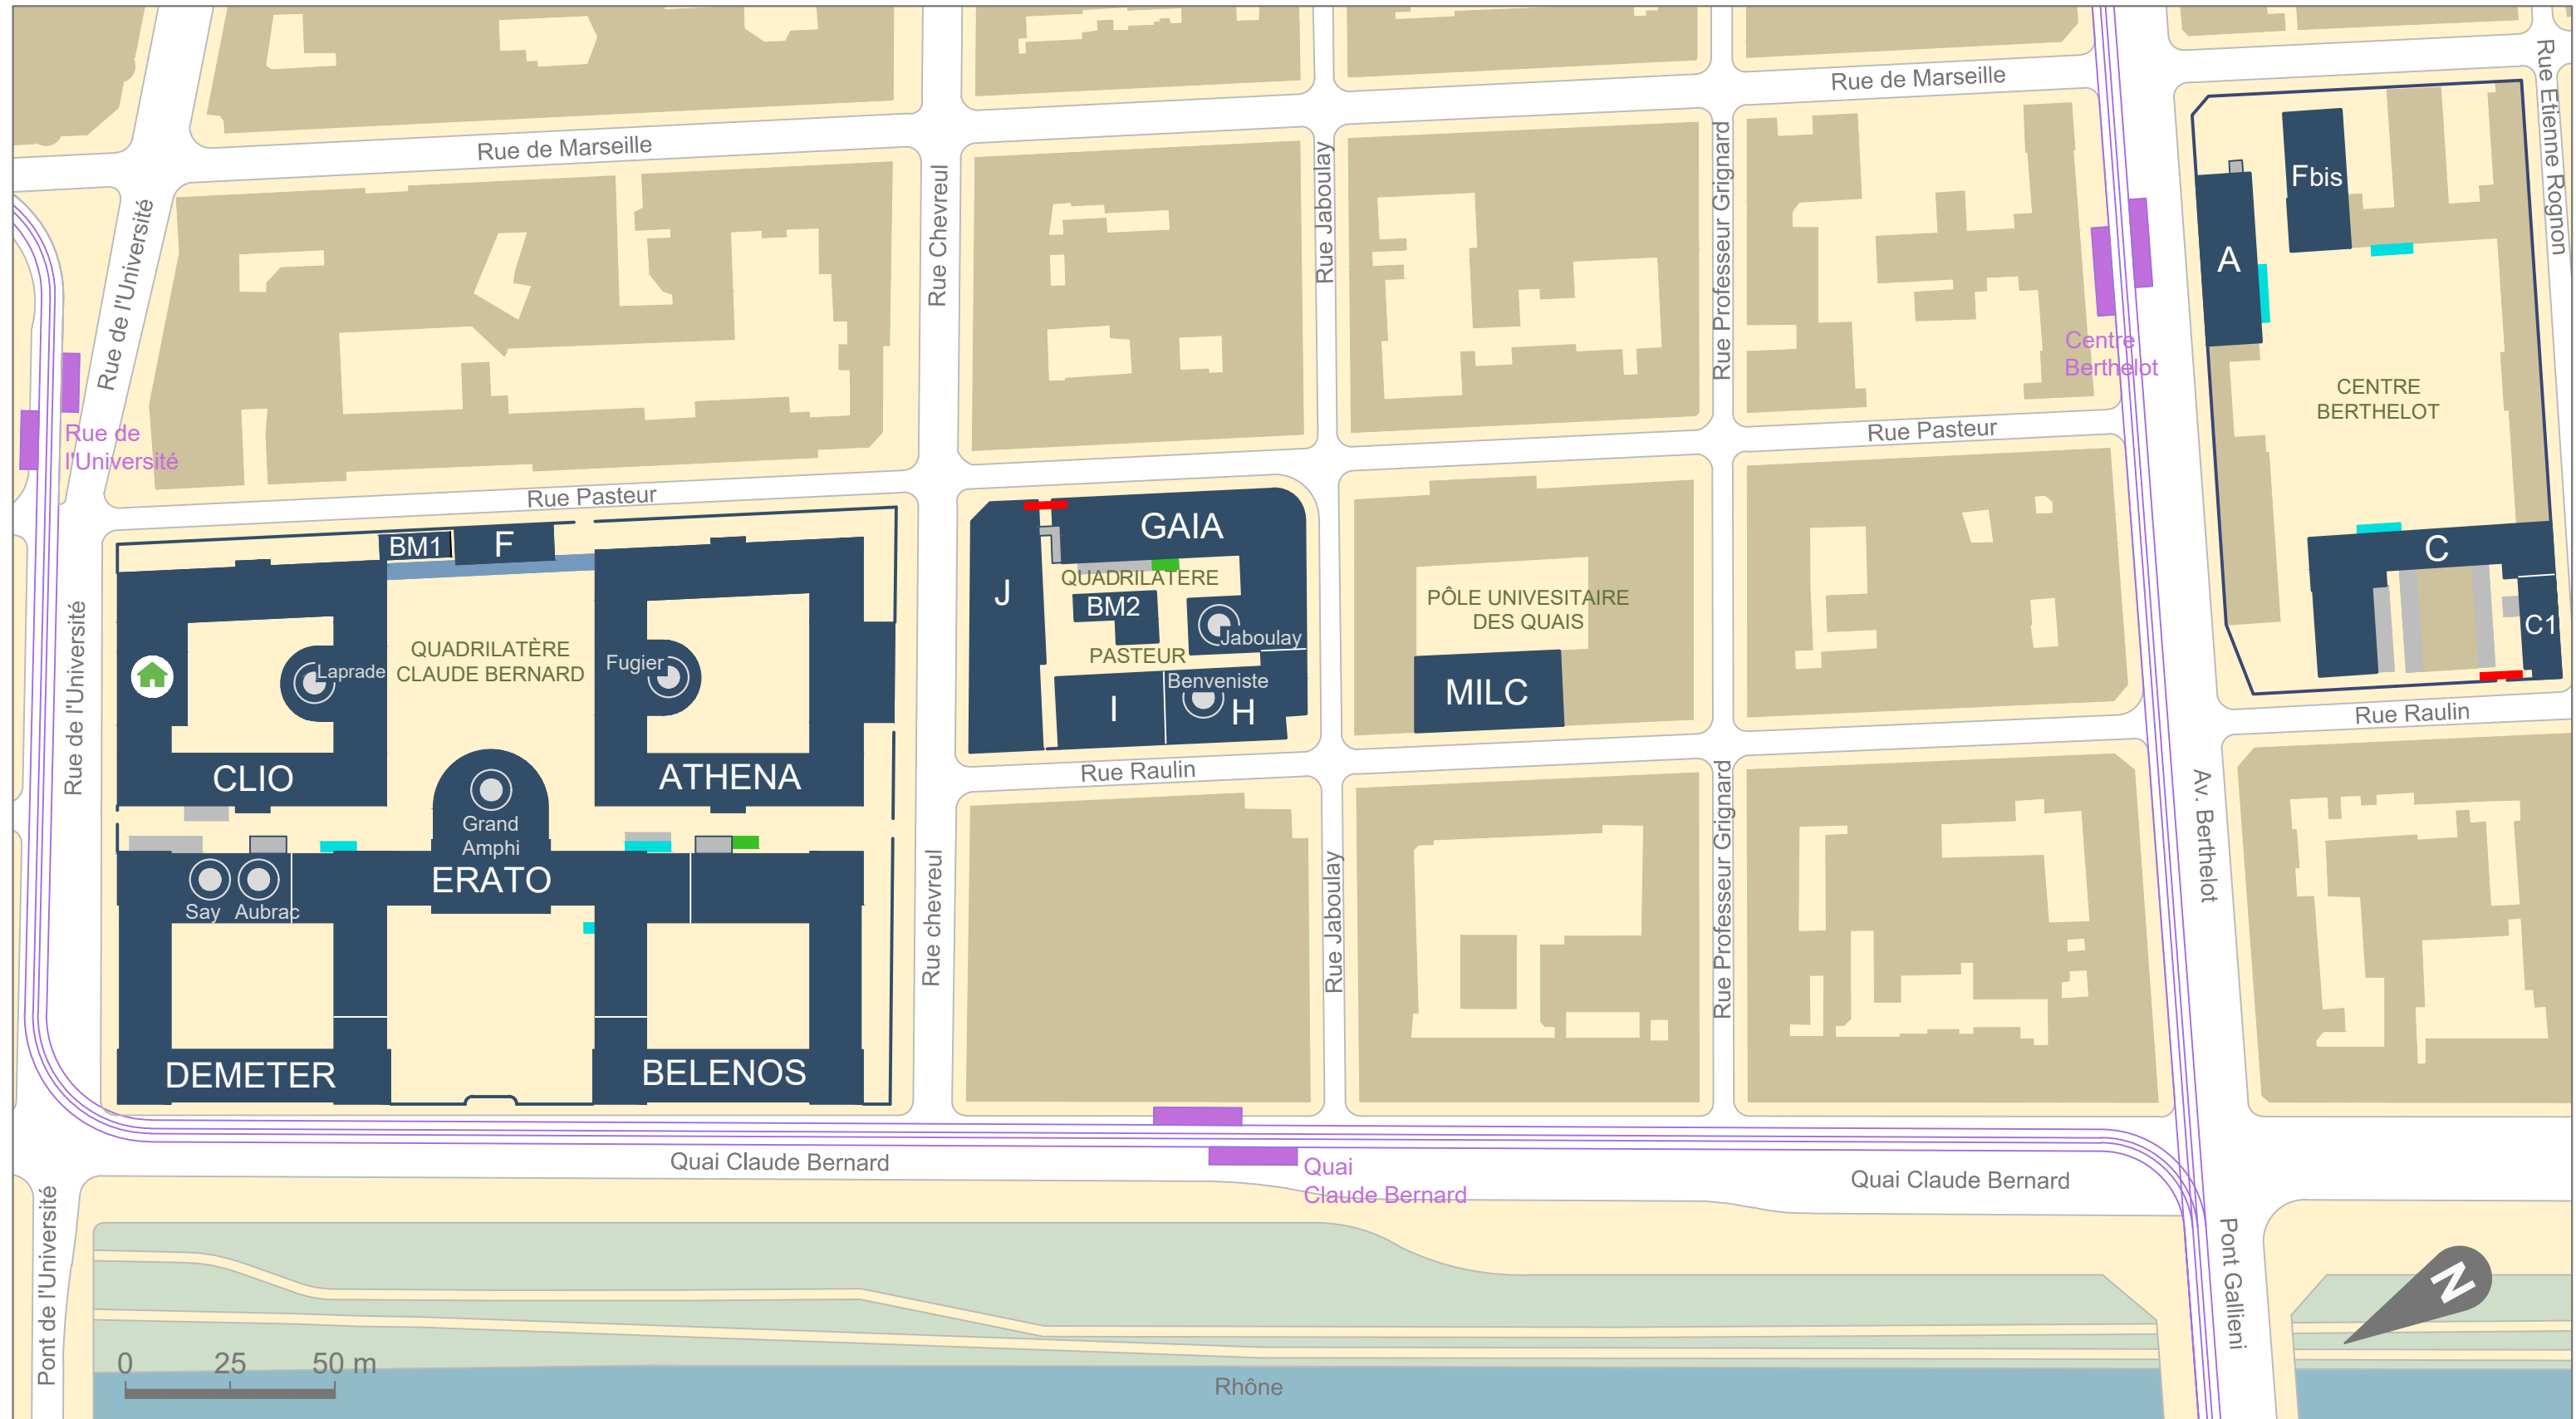 Rue de Marseille
Rue Etienne Rognon
Rue de Marseille
Rue de l'Université
Rue Chevreul
Rue Jaboulay
Rue Professeur Grignard
Fbis
A
Centre
Berthelot
CENTRE
BERTHELOT
Rue de
l'Université
Rue Pasteur
Rue Pasteur
BM1
F
GAIA
J
QUADRILATERE
BM2
Jaboulay
PASTEUR
Benveniste
I
H
PÔLE UNIVESITAIRE
DES QUAIS
MILC
C
C1
Rue Raulin
Rue de l'Université
QUADRILATÈRE
CLAUDE BERNARD
Laprade
Fugier
CLIO
ATHENA
Grand
Amphi
ERATO
Say
Aubrac
DEMETER
BELENOS
Rue Raulin
Rue chevreul
Rue Jaboulay
Rue Professeur Grignard
Av. Berthelot
Quai Claude Bernard
Quai
Claude Bernard
Quai Claude Bernard
Pont de l'Université
Pont Gallieni
N
0 25 50 m
Rhône